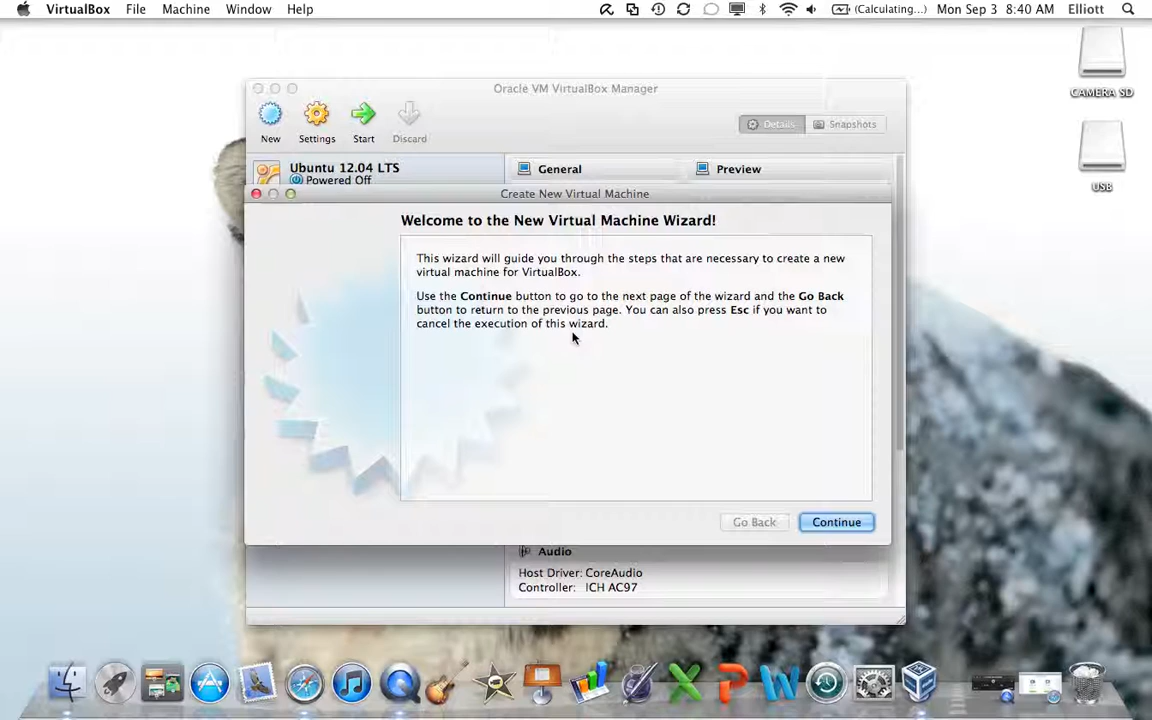 VirtualBox File Machine Window Help (Calculating...) Mon Sep 3 8:40 AM Elliott
Oracle VM VirtualBox Manager
New Settings Start Discard Details Snapshots
Ubuntu 12.04 LTS
Powered Off
General Preview
Create New Virtual Machine
Welcome to the New Virtual Machine Wizard!
This wizard will guide you through the steps that are necessary to create a new
virtual machine for VirtualBox.
Use the Continue button to go to the next page of the wizard and the Go Back
button to return to the previous page. You can also press Esc if you want to
cancel the execution of this wizard.
Go Back Continue
Audio
Host Driver: CoreAudio
Controller: ICH AC97
CAMERA SD
USB